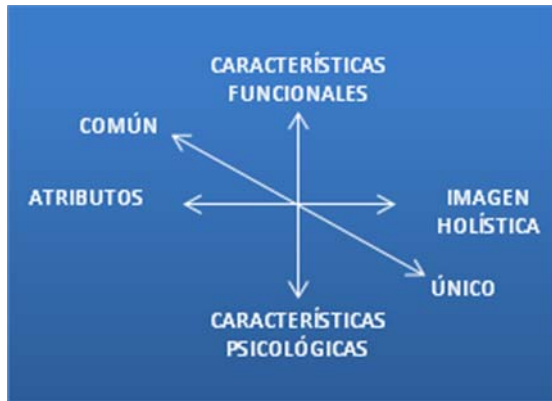 CARACTERÍSTICAS
FUNCIONALES
COMÚN
ATRIBUTOS
IMAGEN
HOLÍSTICA
ÚNICO
CARACTERÍSTICAS
PSICOLÓGICAS